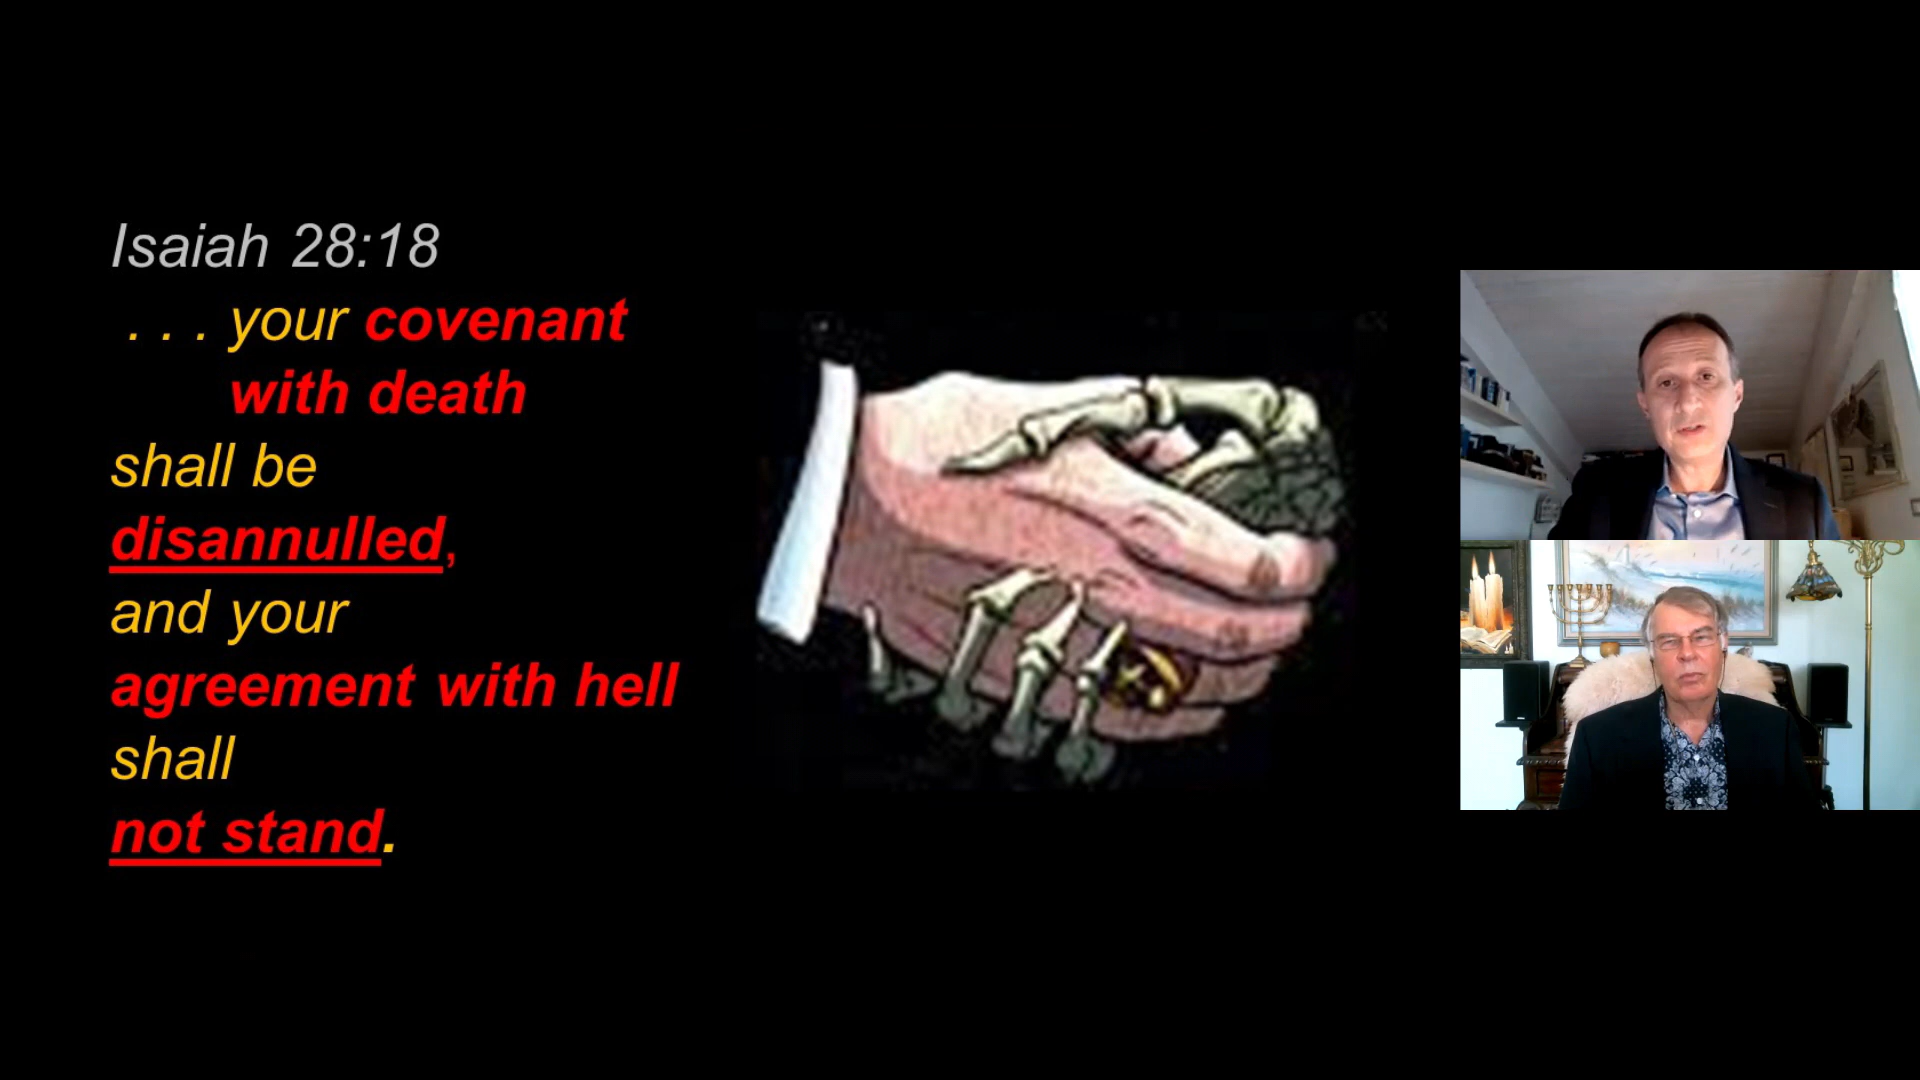 Isaiah 28:18
. . . your covenant
with death
shall be
disannulled,
and your
agreement with hell
shall
not stand.